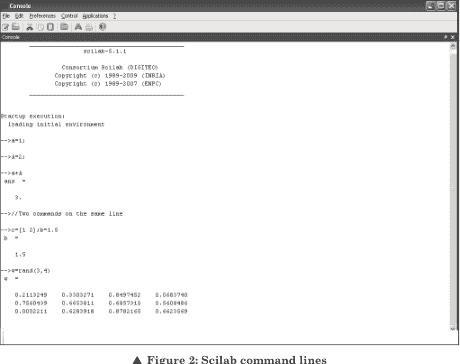 Console
File Edit Preferences Control Applications ?
Console
scilab-5.1.1
Consortium Scilab (DIGITEO)
Copyright (c) 1989-2009 (INRIA)
Copyright (c) 1989-2007 (ENPC)
Startup execution:
loading initial environment
-->a=1;
-->A=2;
-->a+A
ans =
3.
-->//Two commands on the same line
-->c=[1 2];b=1.5
b =
1.5
-->e=rand(3,4)
e =
0.2113249 0.3303271 0.8497452 0.0683740
0.7560439 0.6653811 0.6857310 0.5608486
0.0002211 0.6283918 0.8782165 0.6623569
▲ Figure 2: Scilab command lines